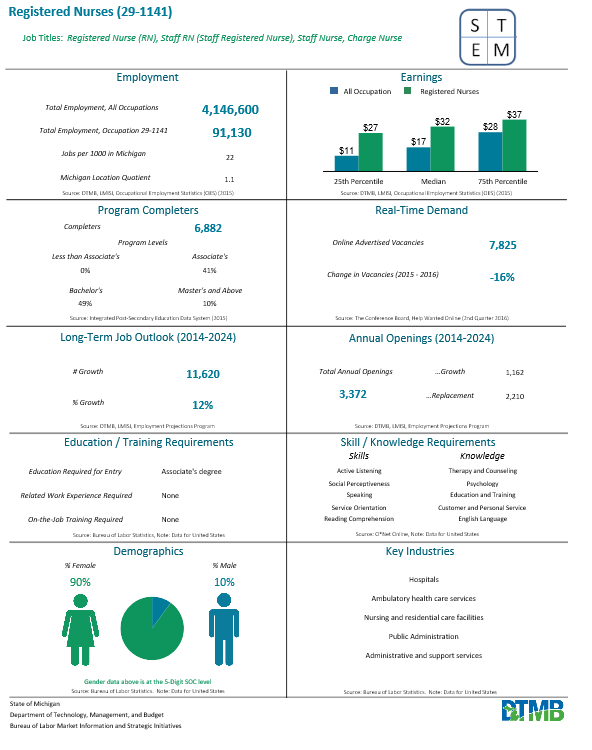 Registered Nurses (29-1141)
Job Titles: Registered Nurse (RN), Staff RN (Staff Registered Nurse), Staff Nurse, Charge Nurse
S T
E M
Employment
Total Employment, All Occupations 4,146,600
Total Employment, Occupation 29-1141 91,130
Jobs per 1000 in Michigan 22
Michigan Location Quotient 1.1
Source: DTMB, LMISI, Occupational Employment Statistics (OES) (2015)
Earnings
All Occupation Registered Nurses
$11 $27 $17 $32 $28 $37
25th Percentile Median 75th Percentile
Source: DTMB, LMISI, Occupational Employment Statistics (OES) (2015)
Program Completers
Completers 6,882
Program Levels
Less than Associate's Associate's
0% 41%
Bachelor's Master's and Above
49% 10%
Source: Integrated Post-Secondary Education Data System (2015)
Real-Time Demand
Online Advertised Vacancies 7,825
Change in Vacancies (2015 - 2016) -16%
Source: The Conference Board, Help Wanted Online (2nd Quarter 2016)
Long-Term Job Outlook (2014-2024)
# Growth 11,620
% Growth 12%
Source: DTMB, LMISI, Employment Projections Program
Annual Openings (2014-2024)
Total Annual Openings ...Growth 1,162
3,372 ...Replacement 2,210
Source: DTMB, LMISI, Employment Projections Program
Education / Training Requirements
Education Required for Entry Associate's degree
Related Work Experience Required None
On-the-Job Training Required None
Source: Bureau of Labor Statistics, Note: Data for United States
Skill / Knowledge Requirements
Skills Knowledge
Active Listening Therapy and Counseling
Social Perceptiveness Psychology
Speaking Education and Training
Service Orientation Customer and Personal Service
Reading Comprehension English Language
Source: O*Net Online, Note: Data for United States
Demographics
% Female % Male
90% 10%
Gender data above is at the 5-Digit SOC level
Source: Bureau of Labor Statistics. Note: Data for United States
Key Industries
Hospitals
Ambulatory health care services
Nursing and residential care facilities
Public Administration
Administrative and support services
Source: Bureau of Labor Statistics. Note: Data for United States
State of Michigan
Department of Technology, Management, and Budget
Bureau of Labor Market Information and Strategic Initiatives
DTMB